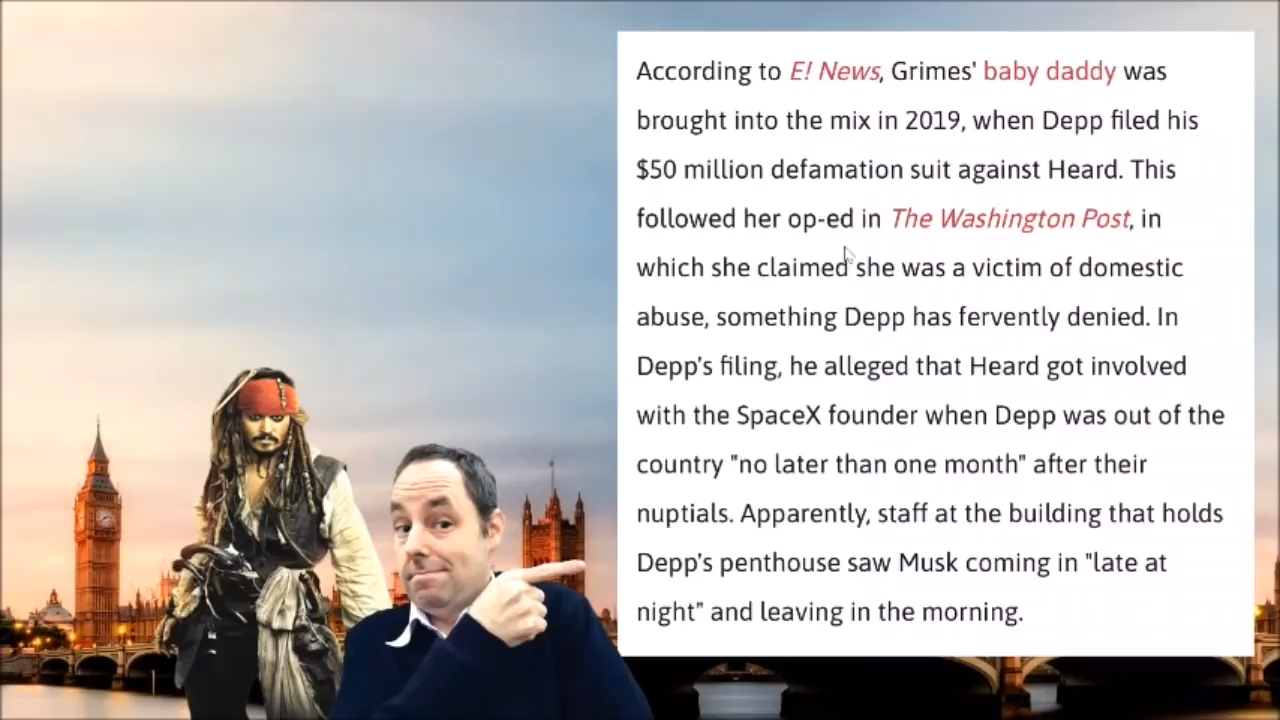 According to E! News, Grimes' baby daddy was
brought into the mix in 2019, when Depp filed his
$50 million defamation suit against Heard. This
followed her op-ed in The Washington Post, in
which she claimed she was a victim of domestic
abuse, something Depp has fervently denied. In
Depp's filing, he alleged that Heard got involved
with the SpaceX founder when Depp was out of the
country "no later than one month" after their
nuptials. Apparently, staff at the building that holds
Depp's penthouse saw Musk coming in "late at
night" and leaving in the morning.